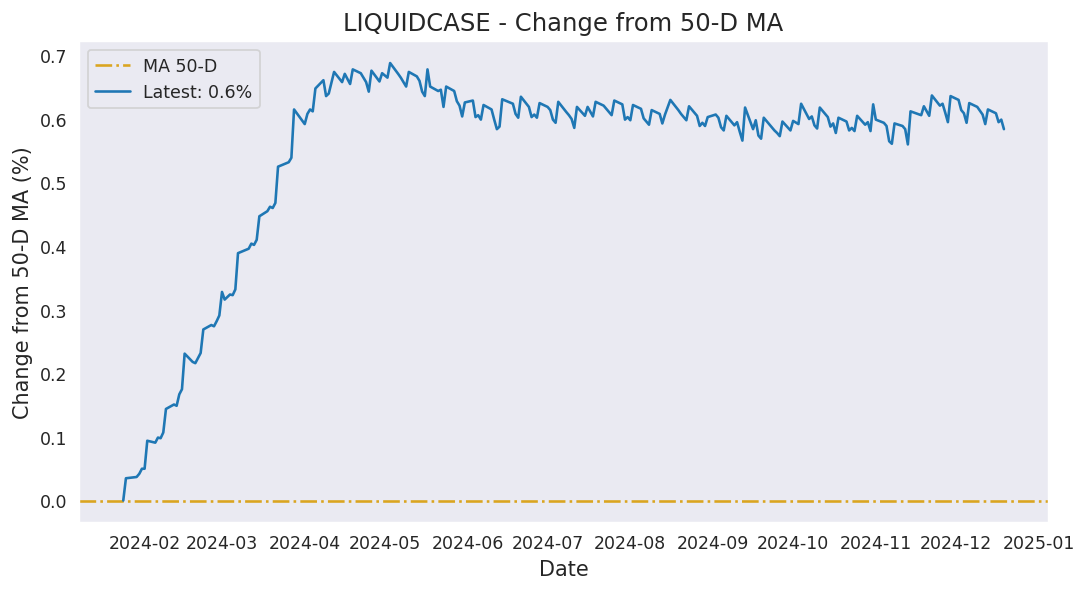 LIQUIDCASE - Change from 50-D MA
MA 50-D
Latest: 0.6%
Change from 50-D MA (%)
0.7
0.6
0.5
0.4
0.3
0.2
0.1
0.0
2024-02 2024-03 2024-04 2024-05 2024-06 2024-07 2024-08 2024-09 2024-10 2024-11 2024-12 2025-01
Date